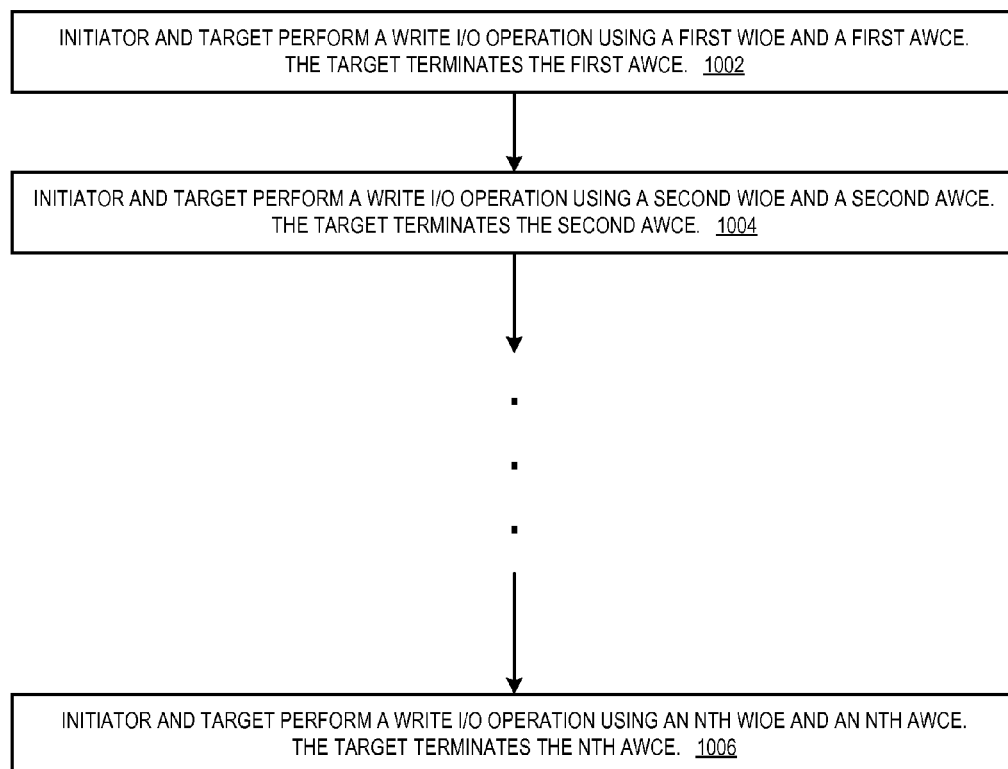 INITIATOR AND TARGET PERFORM A WRITE I/O OPERATION USING A FIRST WIOE AND A FIRST AWCE.
THE TARGET TERMINATES THE FIRST AWCE. 1002
INITIATOR AND TARGET PERFORM A WRITE I/O OPERATION USING A SECOND WIOE AND A SECOND AWCE.
THE TARGET TERMINATES THE SECOND AWCE. 1004
INITIATOR AND TARGET PERFORM A WRITE I/O OPERATION USING AN NTH WIOE AND AN NTH AWCE.
THE TARGET TERMINATES THE NTH AWCE. 1006